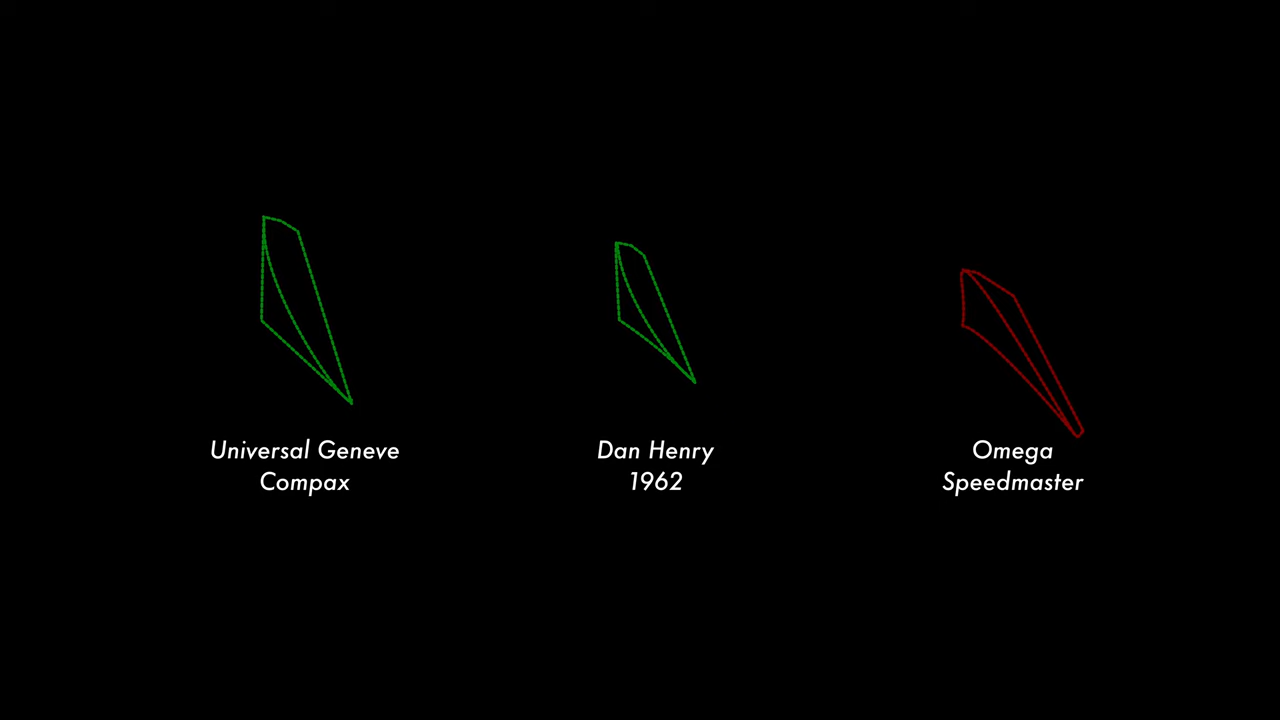 Universal Geneve
Compax
Dan Henry
1962
Omega
Speedmaster